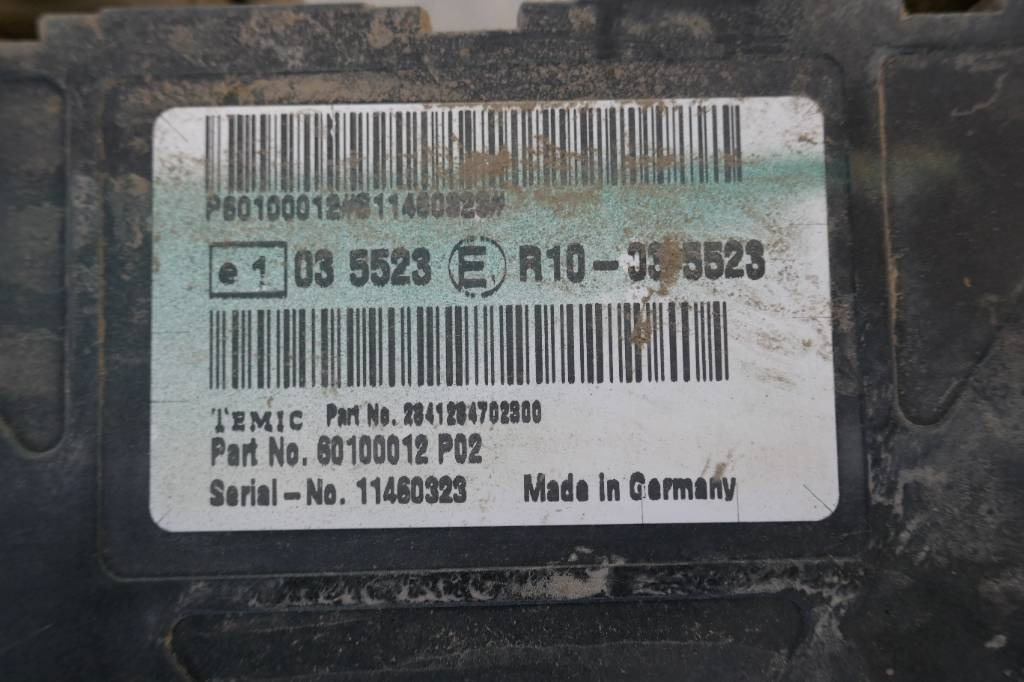 P60100012#S11460323#
e1 03 5523 E R10-03 5523
TEMIC Part No. 2841284702300
Part No. 60100012 P02
Serial-No. 11460323 Made in Germany